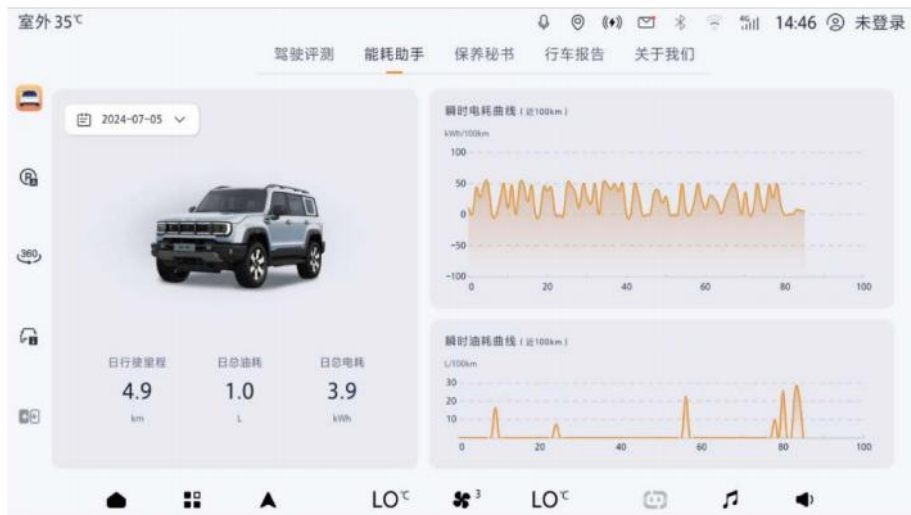 室外 35℃
4G
14:46
未登录
驾驶评测 能耗助手 保养秘书 行车报告 关于我们
2024-07-05
瞬时电耗曲线 ( 近100km )
kWh/100km
100
50
0
-50
-100
0 20 40 60 80 100
360
日行驶里程 日总油耗 日总电耗
4.9 1.0 3.9
km L kWh
瞬时油耗曲线 ( 近100km )
L/100km
30
20
10
0 20 40 60 80 100
LO℃ 3 LO℃